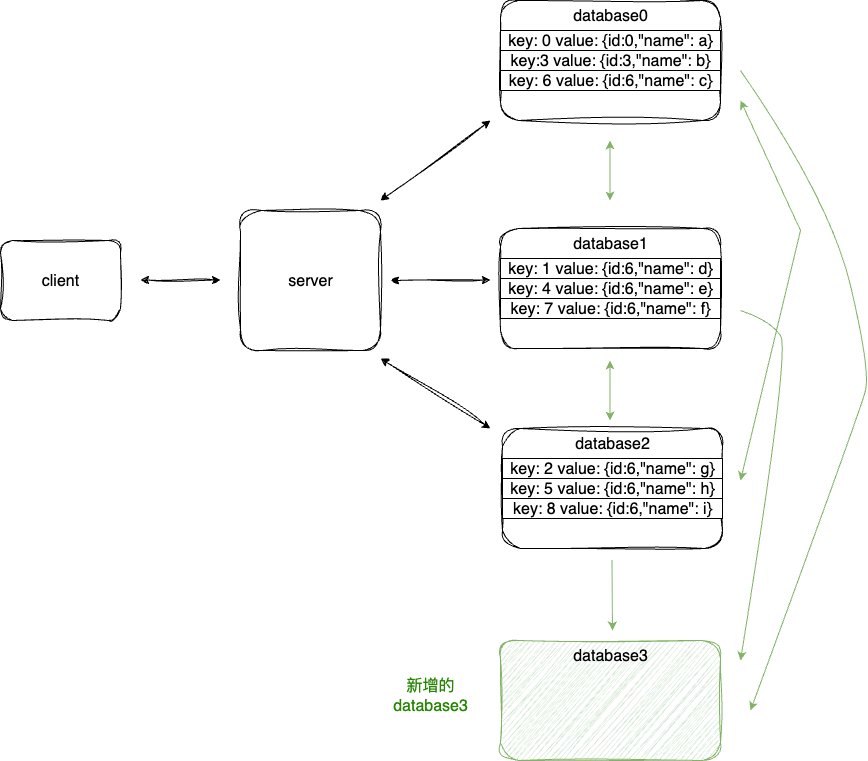 database0
key: 0 value: {id:0,"name": a}
key:3 value: {id:3,"name": b}
key: 6 value: {id:6,"name": c}
client
server
database1
key: 1 value: {id:6,"name": d}
key: 4 value: {id:6,"name": e}
key: 7 value: {id:6,"name": f}
database2
key: 2 value: {id:6,"name": g}
key: 5 value: {id:6,"name": h}
key: 8 value: {id:6,"name": i}
database3
新增的
database3